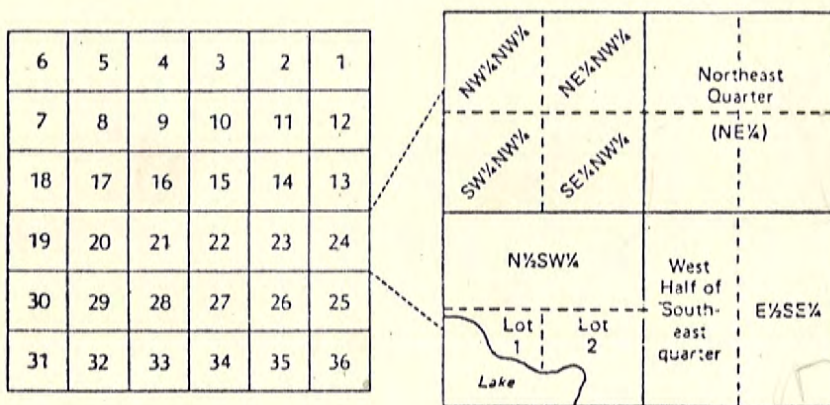 6 5 4 3 2 1
7 8 9 10 11 12
18 17 16 15 14 13
19 20 21 22 23 24
30 29 28 27 26 25
31 32 33 34 35 36
NW¼NW¼
NE¼NW¼
Northeast
Quarter
(NE¼)
SW¼NW¼
SE¼NW¼
N½SW¼
West
Half of
South-
east
quarter
E½SE¼
Lot
1
Lot
2
Lake